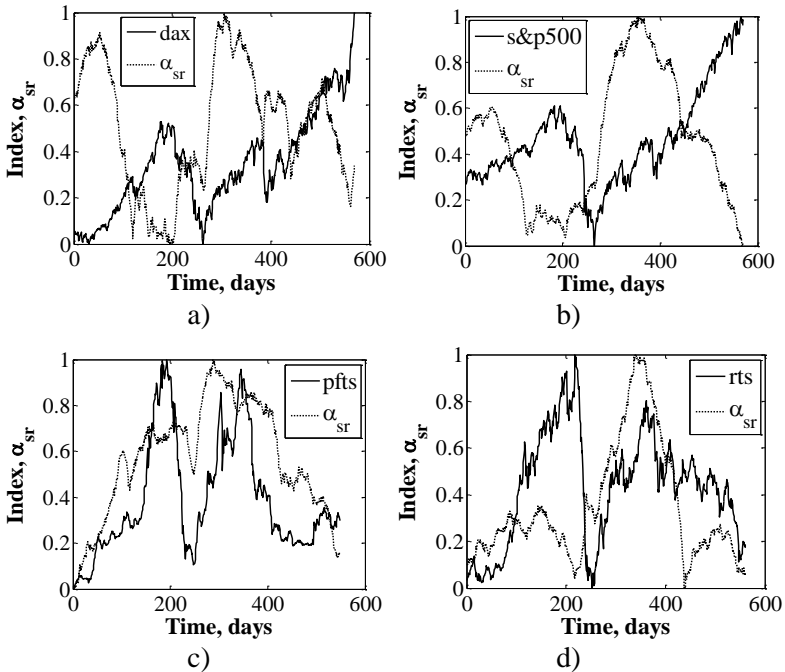 1
0.8
0.6
0.4
0.2
0
Index, α_sr
dax
α_sr
0 200 400 600
Time, days
a)
1
0.8
0.6
0.4
0.2
0
Index, α_sr
s&p500
α_sr
0 200 400 600
Time, days
b)
1
0.8
0.6
0.4
0.2
0
Index, α_sr
pfts
α_sr
0 200 400 600
Time, days
c)
1
0.8
0.6
0.4
0.2
0
Index, α_sr
rts
α_sr
0 200 400 600
Time, days
d)